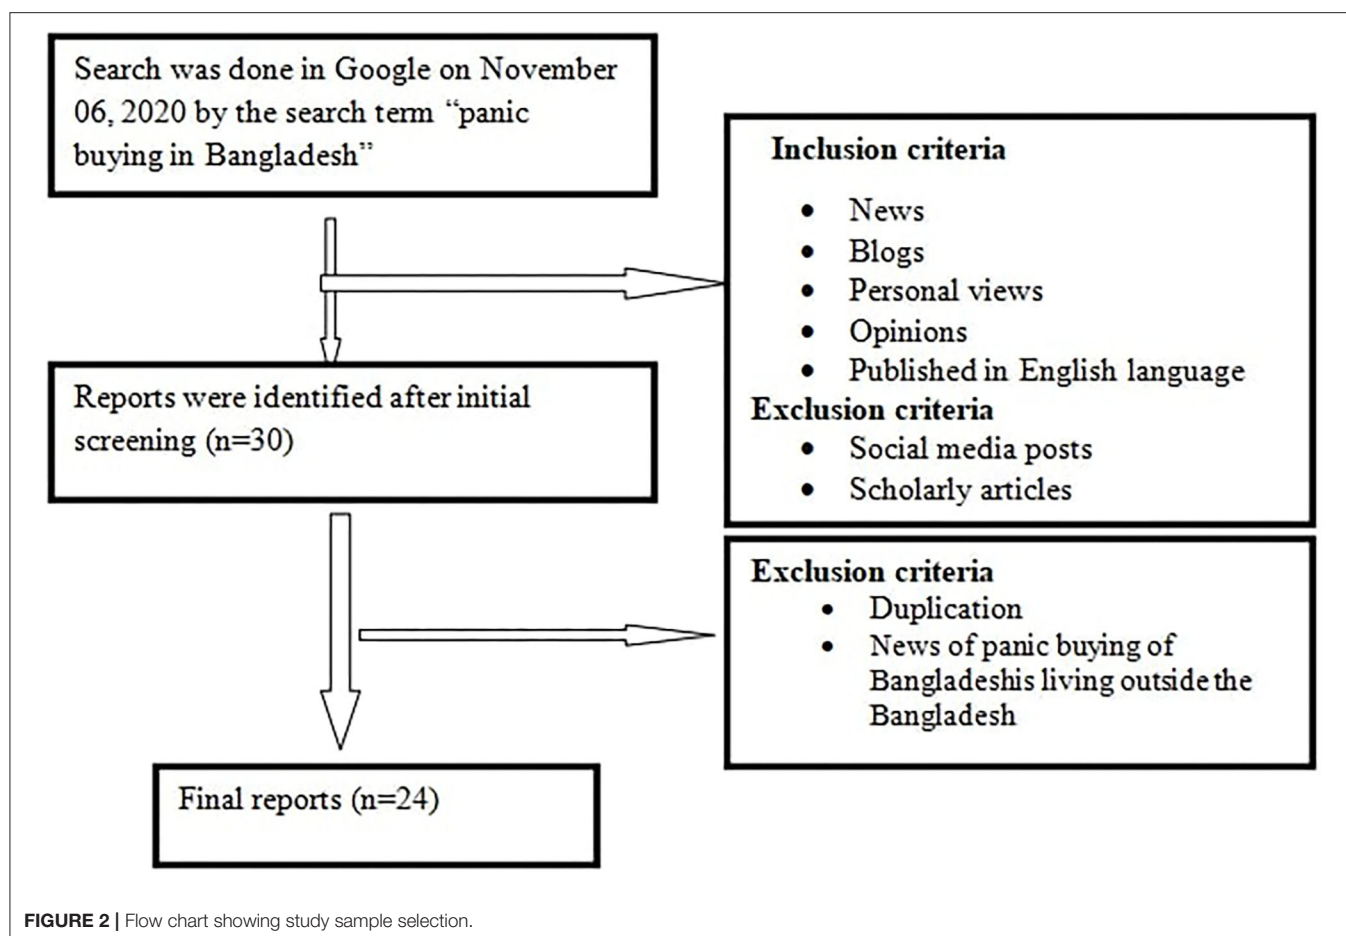 Search was done in Google on November
06, 2020 by the search term “panic
buying in Bangladesh”
Inclusion criteria
• News
• Blogs
• Personal views
• Opinions
• Published in English language
Exclusion criteria
• Social media posts
• Scholarly articles
Reports were identified after initial
screening (n=30)
Exclusion criteria
• Duplication
• News of panic buying of
Bangladeshis living outside the
Bangladesh
Final reports (n=24)
FIGURE 2 | Flow chart showing study sample selection.